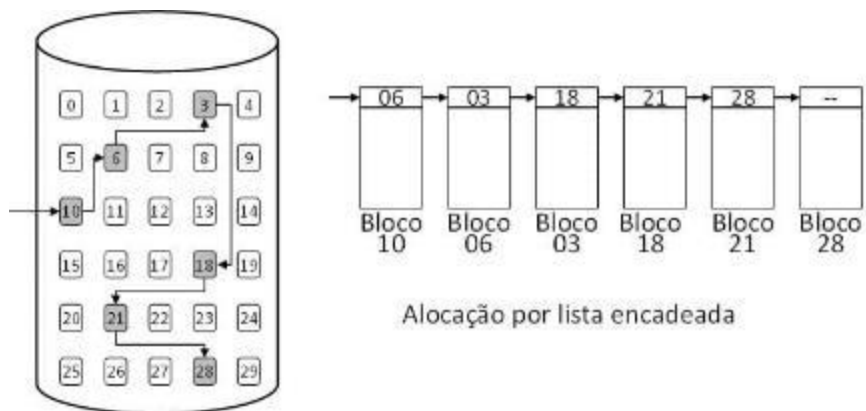 0 1 2 3 4
5 6 7 8 9
10 11 12 13 14
15 16 17 18 19
20 21 22 23 24
25 26 27 28 29
06 03 18 21 28 --
Bloco 10
Bloco 06
Bloco 03
Bloco 18
Bloco 21
Bloco 28
Alocação por lista encadeada